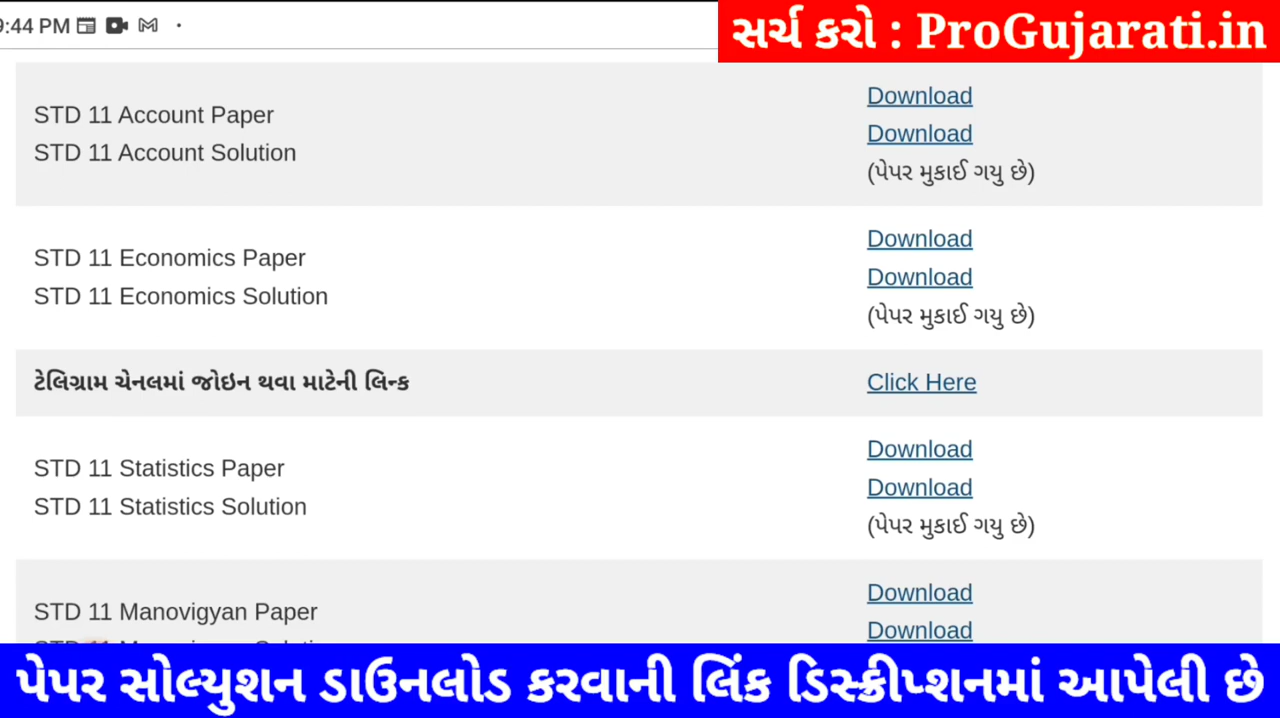 9:44 PM
સર્ચ કરો : ProGujarati.in
STD 11 Account Paper
STD 11 Account Solution
Download
Download
(પેપર મુકાઈ ગયુ છે)
STD 11 Economics Paper
STD 11 Economics Solution
Download
Download
(પેપર મુકાઈ ગયુ છે)
ટેલિગ્રામ ચેનલમાં જોઇન થવા માટેની લિન્ક
Click Here
STD 11 Statistics Paper
STD 11 Statistics Solution
Download
Download
(પેપર મુકાઈ ગયુ છે)
STD 11 Manovigyan Paper
Download
Download
પેપર સોલ્યુશન ડાઉનલોડ કરવાની લિંક ડિસ્ક્રીપ્શનમાં આપેલી છે